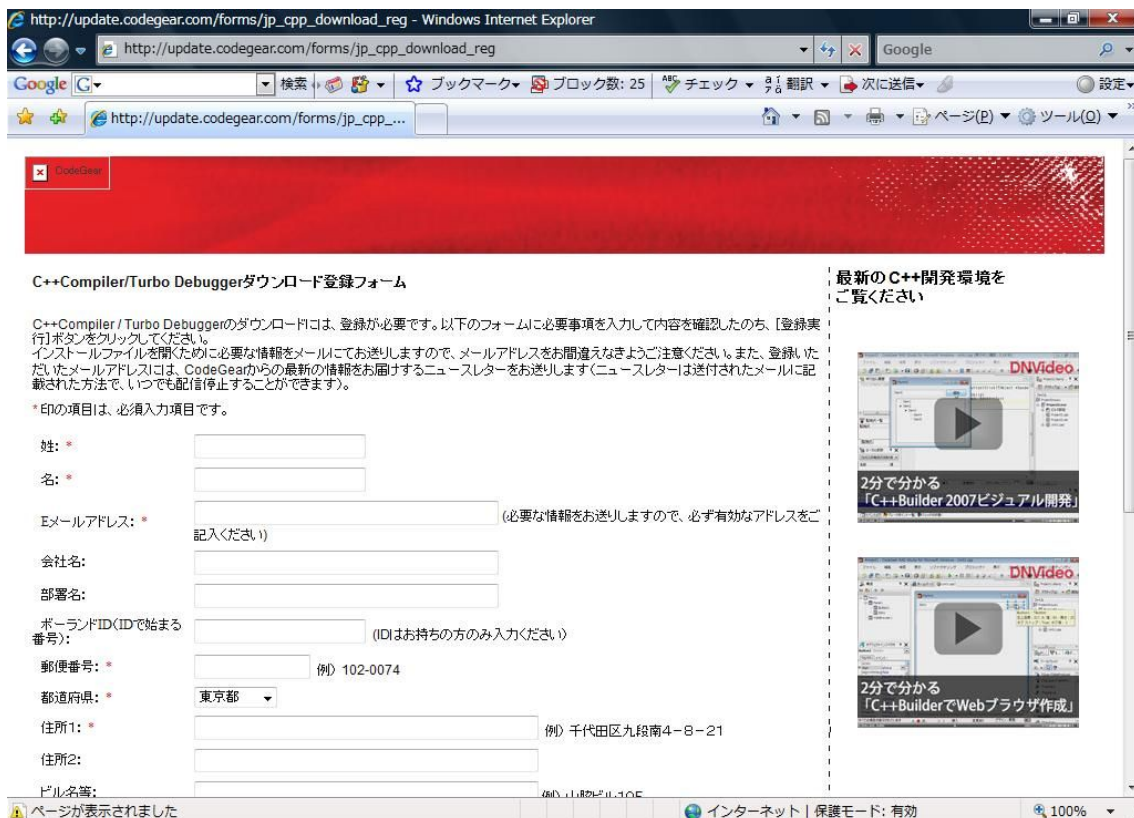 http://update.codegear.com/forms/jp_cpp_download_reg - Windows Internet Explorer
http://update.codegear.com/forms/jp_cpp_download_reg
Google
Google G 検索 ブックマーク ブロック数: 25 チェック 翻訳 次に送信 設定
http://update.codegear.com/forms/jp_cpp_... ページ(P) ツール(O)
CodeGear
C++Compiler/Turbo Debuggerダウンロード登録フォーム
C++Compiler / Turbo Debuggerのダウンロードには、登録が必要です。以下のフォームに必要事項を入力して内容を確認したのち、[登録実
行]ボタンをクリックしてください。
インストールファイルを開くために必要な情報をメールにてお送りしますので、メールアドレスをお間違えなきようご注意ください。また、登録いた
だいたメールアドレスには、CodeGearからの最新の情報をお届けするニュースレターをお送りします(ニュースレターは送付されたメールに記
載された方法で、いつでも配信停止することができます)。
*印の項目は、必須入力項目です。
姓: *
名: *
Eメールアドレス: * (必要な情報をお送りしますので、必ず有効なアドレスをご
記入ください)
会社名:
部署名:
ボーランドID(IDで始まる
番号): (IDはお持ちの方のみ入力ください)
郵便番号: * 例) 102-0074
都道府県: * 東京都
住所1: * 例) 千代田区九段南4-8-21
住所2:
ビル名等:
最新のC++開発環境を
ご覧ください
DNVideo
2分で分かる
「C++Builder 2007ビジュアル開発」
DNVideo
2分で分かる
「C++BuilderでWebブラウザ作成」
ページが表示されました インターネット | 保護モード: 有効 100%